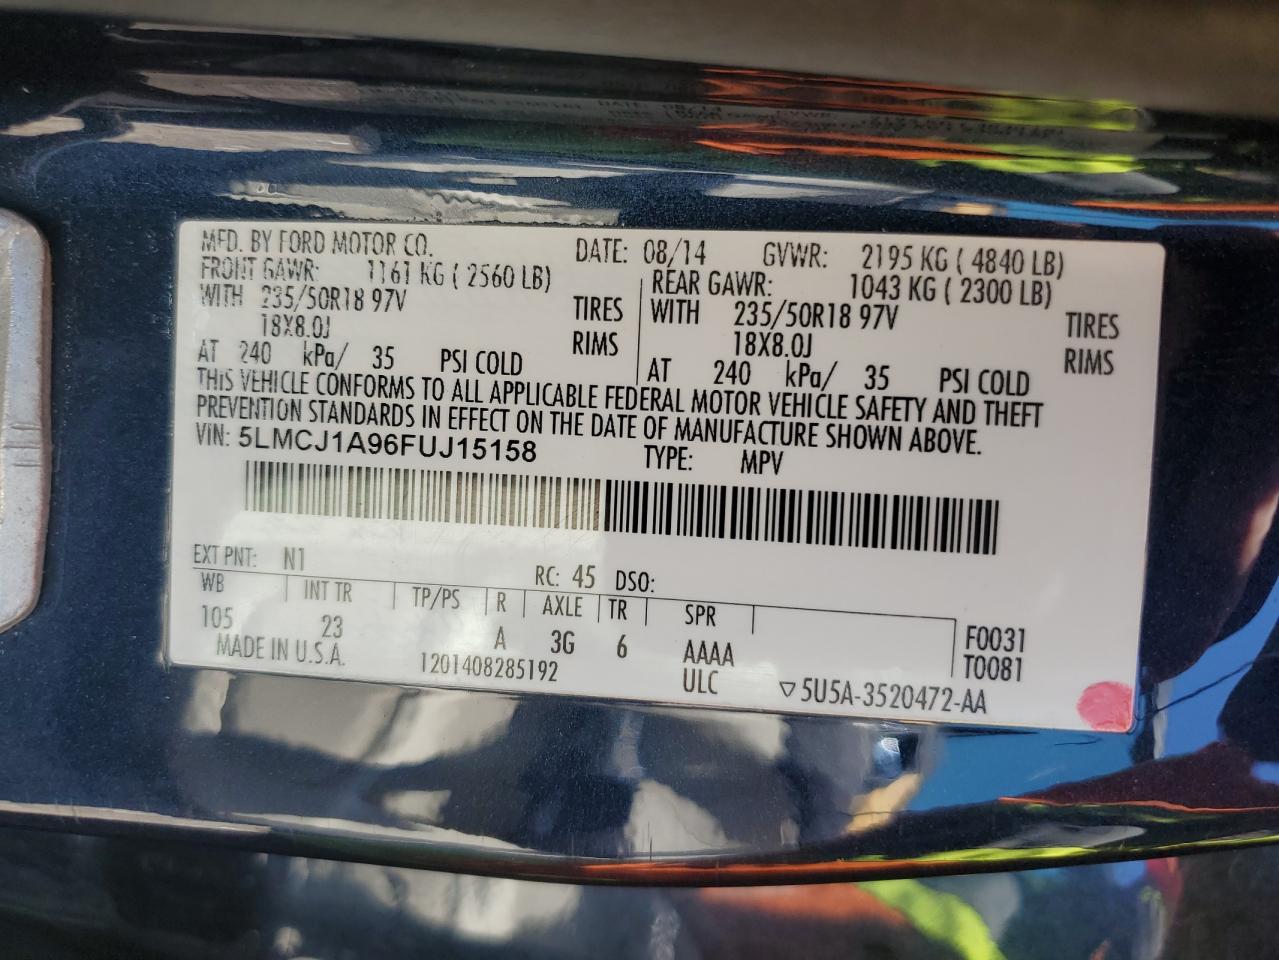 MFD. BY FORD MOTOR CO. DATE: 08/14 GVWR: 2195 KG ( 4840 LB)
FRONT GAWR: 1161 KG ( 2560 LB) REAR GAWR: 1043 KG ( 2300 LB)
WITH 235/50R18 97V TIRES WITH 235/50R18 97V TIRES
18X8.0J RIMS 18X8.0J RIMS
AT 240 kPa/ 35 PSI COLD AT 240 kPa/ 35 PSI COLD
THIS VEHICLE CONFORMS TO ALL APPLICABLE FEDERAL MOTOR VEHICLE SAFETY AND THEFT
PREVENTION STANDARDS IN EFFECT ON THE DATE OF MANUFACTURE SHOWN ABOVE.
VIN: 5LMCJ1A96FUJ15158 TYPE: MPV
EXT PNT: N1 RC: 45 DSO:
WB INT TR TP/PS R AXLE TR SPR
105 23 A 3G 6 AAAA F0031
MADE IN U.S.A. 1201408285192 ULC T0081
▽5U5A-3520472-AA